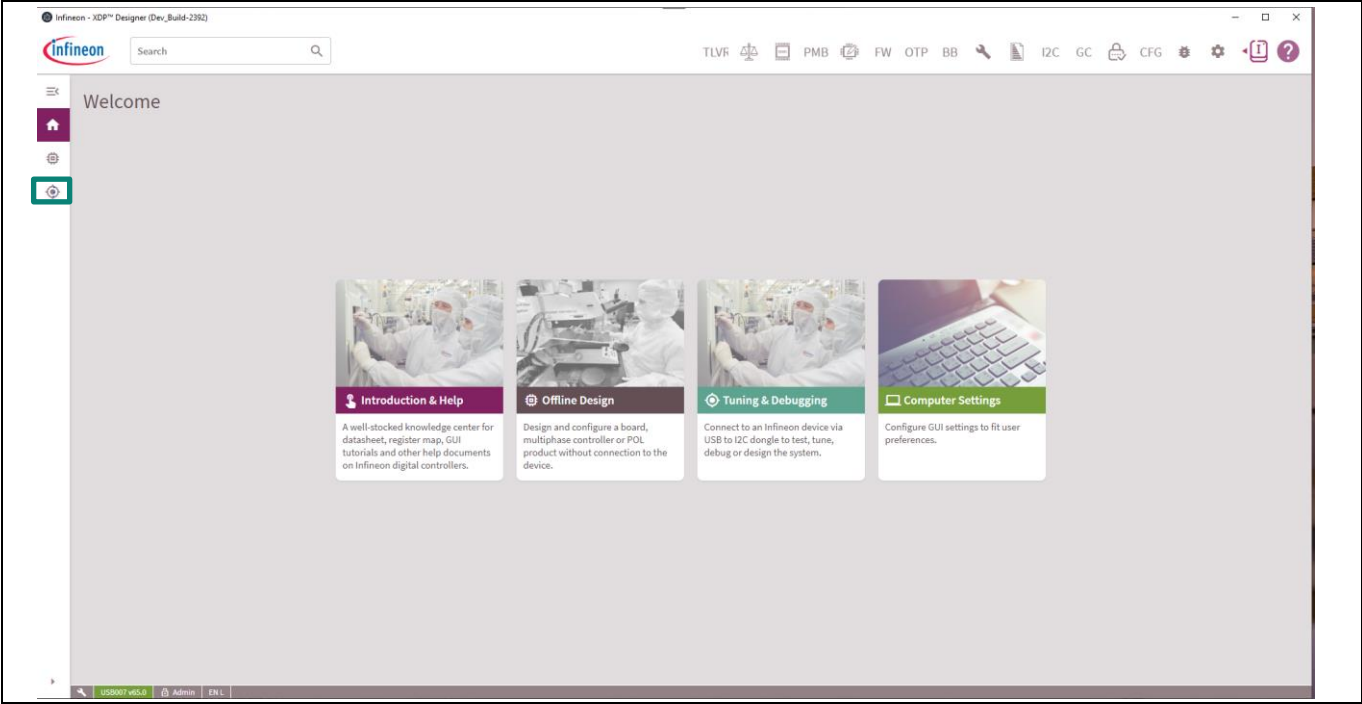 Infineon - XDP™ Designer (Dev_Build-2392)
infineon
Search
TLVR PMB FW OTP BB I2C GC CFG
Welcome
Introduction & Help
A well-stocked knowledge center for
datasheet, register map, GUI
tutorials and other help documents
on Infineon digital controllers.
Offline Design
Design and configure a board,
multiphase controller or POL
product without connection to the
device.
Tuning & Debugging
Connect to an Infineon device via
USB to I2C dongle to test, tune,
debug or design the system.
Computer Settings
Configure GUI settings to fit user
preferences.
USB007 v65.0 Admin EN L